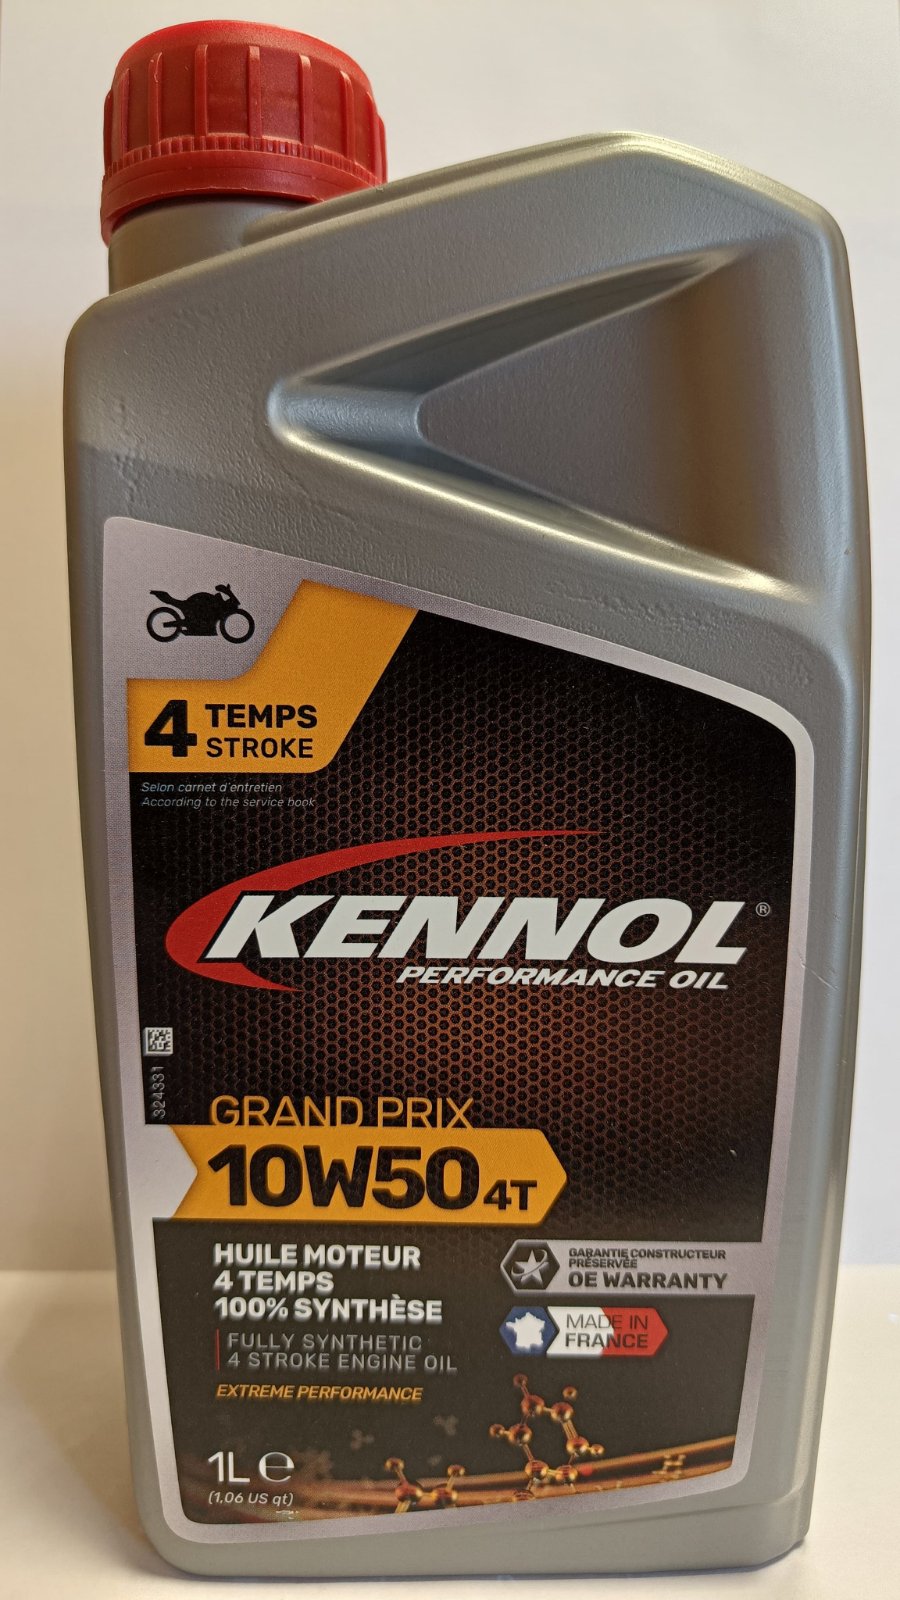 4 TEMPS
STROKE
Selon carnet d'entretien
According to the service book
KENNOL®
PERFORMANCE OIL
324331
GRAND PRIX
10W50 4T
HUILE MOTEUR
4 TEMPS
100% SYNTHÈSE
FULLY SYNTHETIC
4 STROKE ENGINE OIL
EXTREME PERFORMANCE
GARANTIE CONSTRUCTEUR
PRÉSERVÉE
OE WARRANTY
MADE IN
FRANCE
1L ℮
(1,06 US qt)